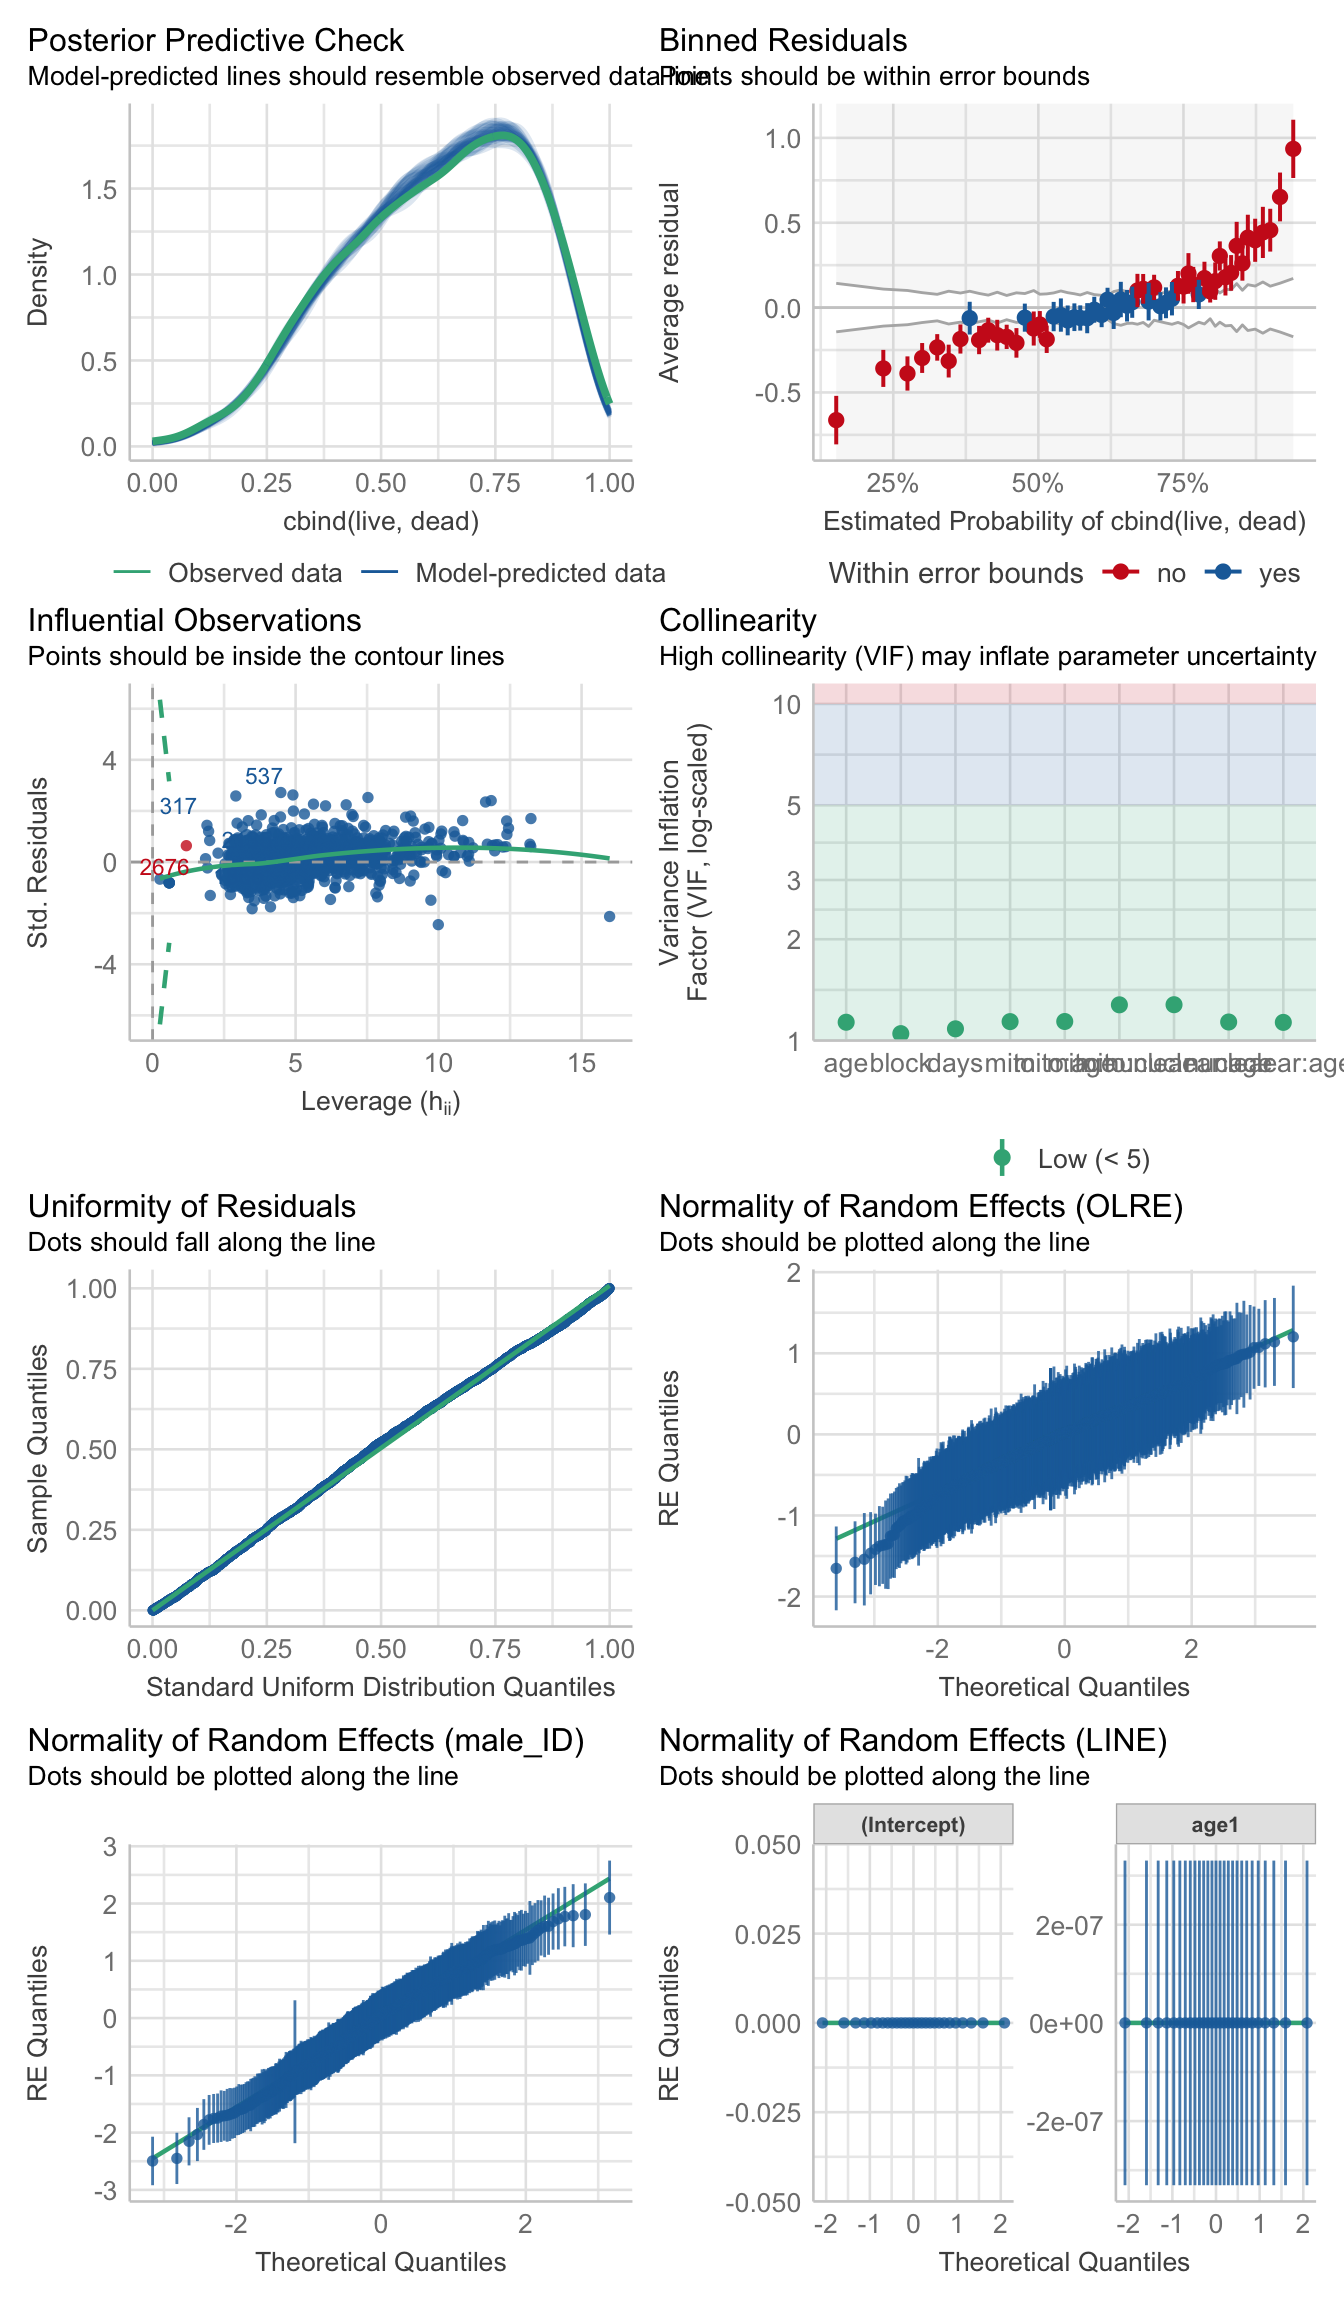 Posterior Predictive Check
Model-predicted lines should resemble observed data line
Density
1.5
1.0
0.5
0.0
0.00 0.25 0.50 0.75 1.00
cbind(live, dead)
Observed data Model-predicted data
Binned Residuals
Points should be within error bounds
Average residual
1.0
0.5
0.0
-0.5
25% 50% 75%
Estimated Probability of cbind(live, dead)
Within error bounds no yes
Influential Observations
Points should be inside the contour lines
Std. Residuals
4
0
-4
537
317
2676
0 5 10 15
Leverage (hii)
Collinearity
High collinearity (VIF) may inflate parameter uncertainty
Variance Inflation
Factor (VIF, log-scaled)
10
5
3
2
1
age block days mito
Low (< 5)
Uniformity of Residuals
Dots should fall along the line
Sample Quantiles
1.00
0.75
0.50
0.25
0.00
0.00 0.25 0.50 0.75 1.00
Standard Uniform Distribution Quantiles
Normality of Random Effects (OLRE)
Dots should be plotted along the line
RE Quantiles
2
1
0
-1
-2
-2 0 2
Theoretical Quantiles
Normality of Random Effects (male_ID)
Dots should be plotted along the line
RE Quantiles
3
2
1
0
-1
-2
-3
-2 0 2
Theoretical Quantiles
Normality of Random Effects (LINE)
Dots should be plotted along the line
RE Quantiles
(Intercept)
0.050
0.025
0.000
-0.025
-0.050
-2 -1 0 1 2
age1
2e-07
0e+00
-2e-07
-2 -1 0 1 2
Theoretical Quantiles